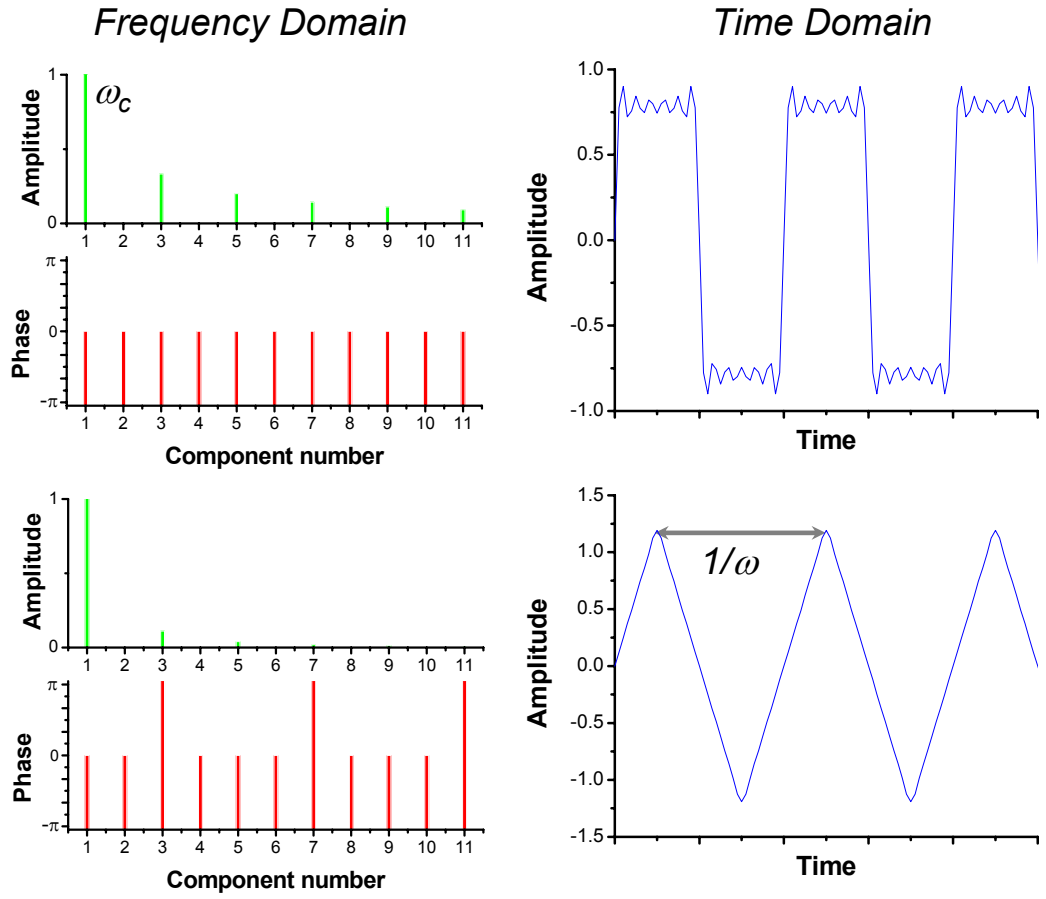 Frequency Domain
Time Domain
1
0
Amplitude
ω_c
1 2 3 4 5 6 7 8 9 10 11
π
0
-π
Phase
1 2 3 4 5 6 7 8 9 10 11
Component number
1.0
0.5
0.0
-0.5
-1.0
Amplitude
Time
1
0
Amplitude
1 2 3 4 5 6 7 8 9 10 11
π
0
-π
Phase
1 2 3 4 5 6 7 8 9 10 11
Component number
1.5
1.0
0.5
0.0
-0.5
-1.0
-1.5
Amplitude
1/ω
Time